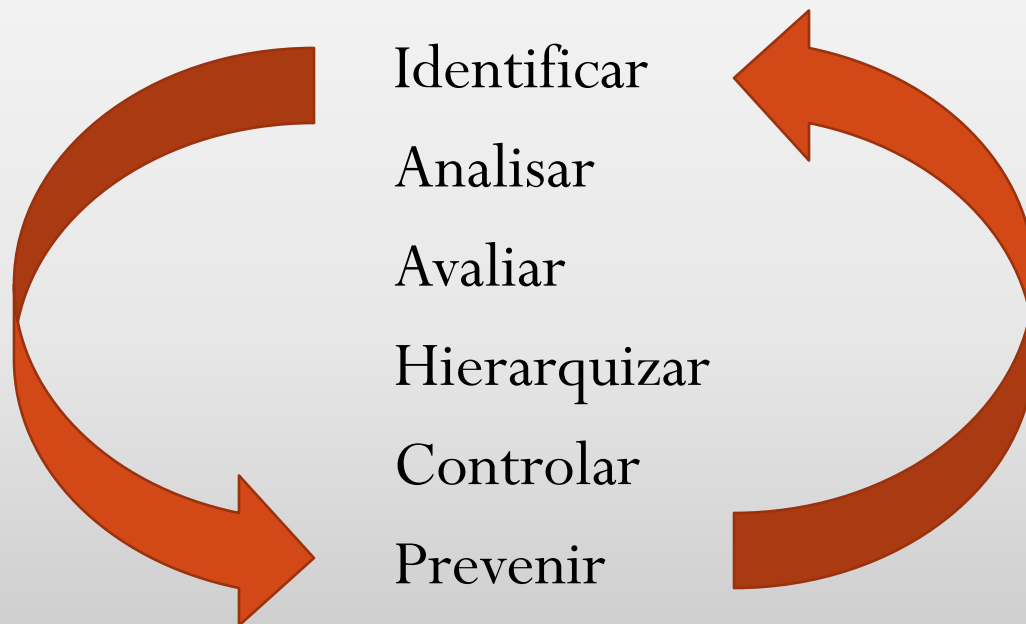 Identificar
Analisar
Avaliar
Hierarquizar
Controlar
Prevenir